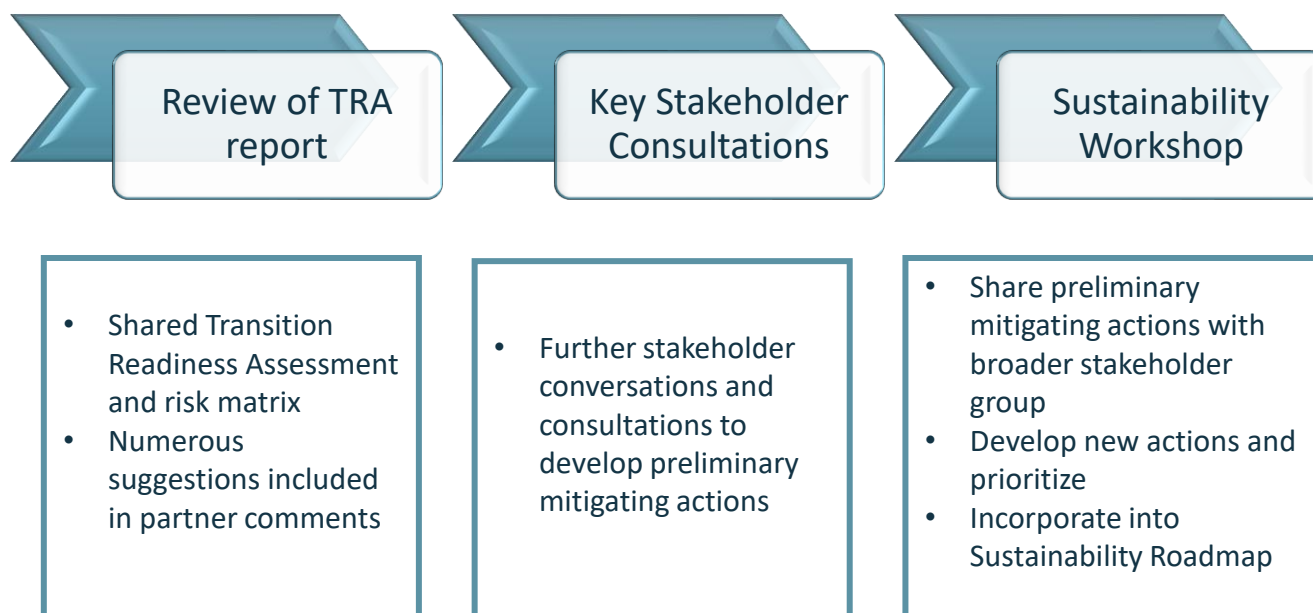 Review of TRA
report
Key Stakeholder
Consultations
Sustainability
Workshop
• Shared Transition
Readiness Assessment
and risk matrix
• Numerous
suggestions included
in partner comments
• Further stakeholder
conversations and
consultations to
develop preliminary
mitigating actions
• Share preliminary
mitigating actions with
broader stakeholder
group
• Develop new actions and
prioritize
• Incorporate into
Sustainability Roadmap